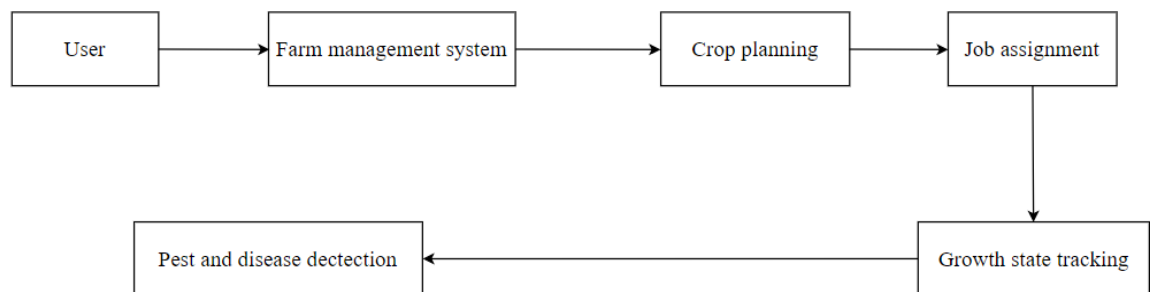 User
Farm management system
Crop planning
Job assignment
Growth state tracking
Pest and disease dectection